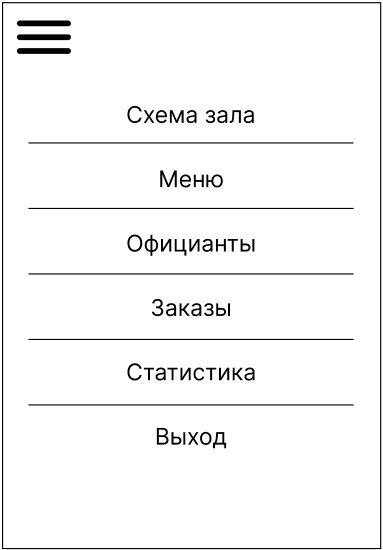 Схема зала
Меню
Официанты
Заказы
Статистика
Выход